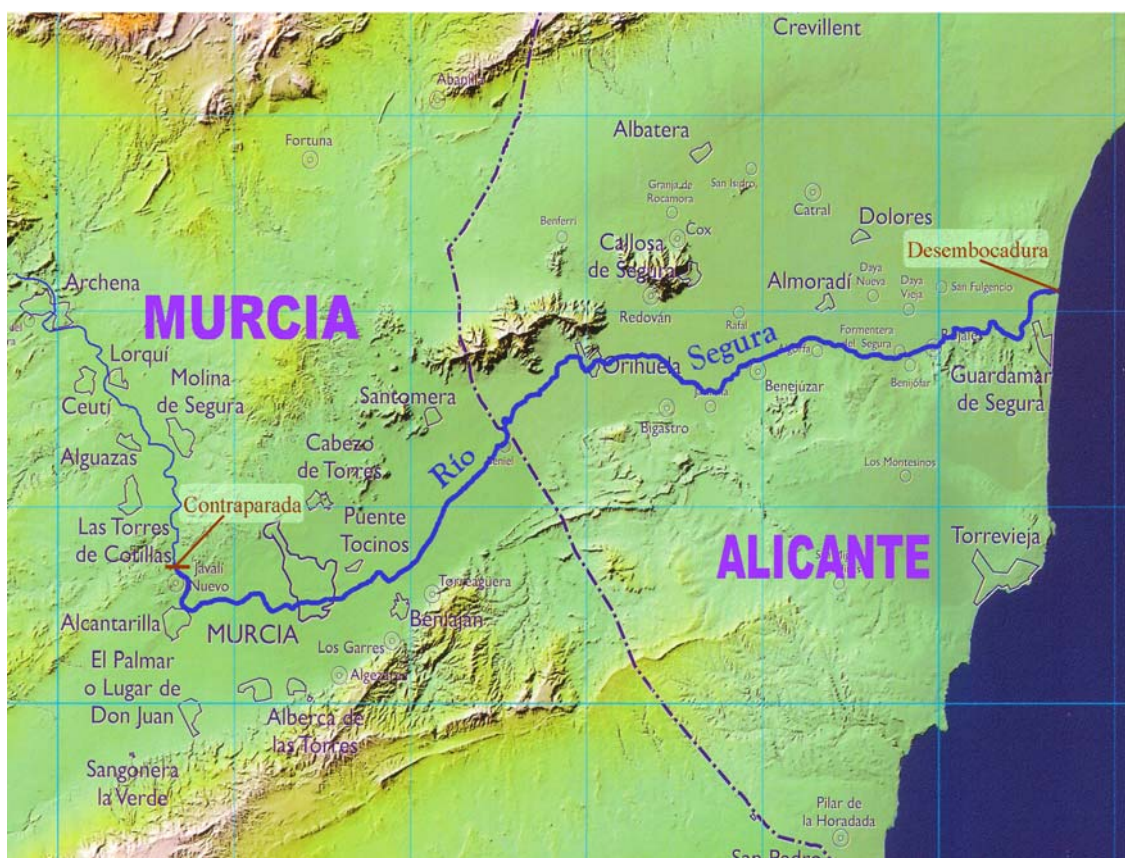 Crevillent
Abanilla
Fortuna
Albatera
Granja de
Rocamora
San Isidro
Catral
Benferri
Cox
Dolores
Desembocadura
Callosa
de Segura
Almoradí
Daya
Nueva
Daya
Vieja
San Fulgencio
Archena
MURCIA
Redován
Rafal
Formentera
del Segura
Lorquí
Molina
de Segura
Ceutí
Orihuela
Segura
Benejúzar
Benijófar
Guardamar
de Segura
Santomera
Bigastro
Alguazas
Cabezo
de Torres
Río
Los Montesinos
Contraparada
Las Torres
de Cotillas
Puente
Tocinos
ALICANTE
Torrevieja
Javalí
Nuevo
Torreagüera
Alcantarilla
MURCIA
Beniaján
Los Garres
El Palmar
o Lugar de
Don Juan
Alberca de
las Torres
Sangonera
la Verde
Pilar de
la Horadada
San Pedro